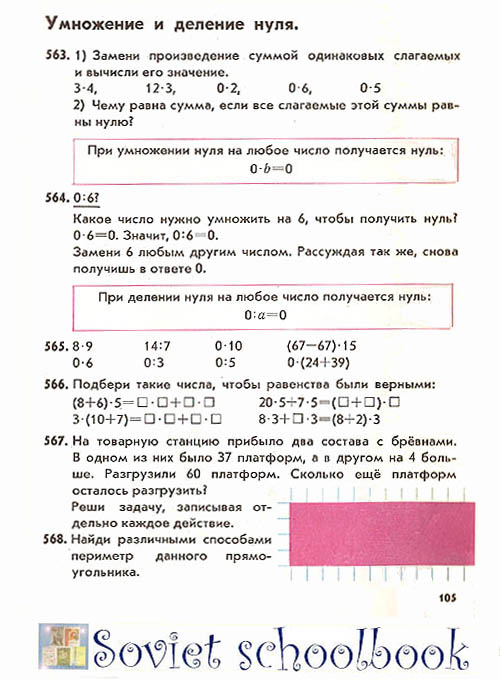 Умножение и деление нуля.
563. 1) Замени произведение суммой одинаковых слагаемых
и вычисли его значение.
3·4, 12·3, 0·2, 0·6, 0·5
2) Чему равна сумма, если все слагаемые этой суммы рав-
ны нулю?
При умножении нуля на любое число получается нуль:
0·b=0
564. 0:6?
Какое число нужно умножить на 6, чтобы получить нуль?
0·6=0. Значит, 0:6=0.
Замени 6 любым другим числом. Рассуждая так же, снова
получишь в ответе 0.
При делении нуля на любое число получается нуль:
0:a=0
565. 8·9 14:7 0·10 (67−67)·15
0·6 0:3 0:5 0·(24+39)
566. Подбери такие числа, чтобы равенства были верными:
(8+6)·5=□·□+□·□ 20·5+7·5=(□+□)·□
3·(10+7)=□·□+□·□ 8·3+□·3=(8+2)·3
567. На товарную станцию прибыло два состава с брёвнами.
В одном из них было 37 платформ, а в другом на 4 боль-
ше. Разгрузили 60 платформ. Сколько ещё платформ
осталось разгрузить?
Реши задачу, записывая от-
дельно каждое действие.
568. Найди различными способами
периметр данного прямо-
угольника.
105
Soviet schoolbook